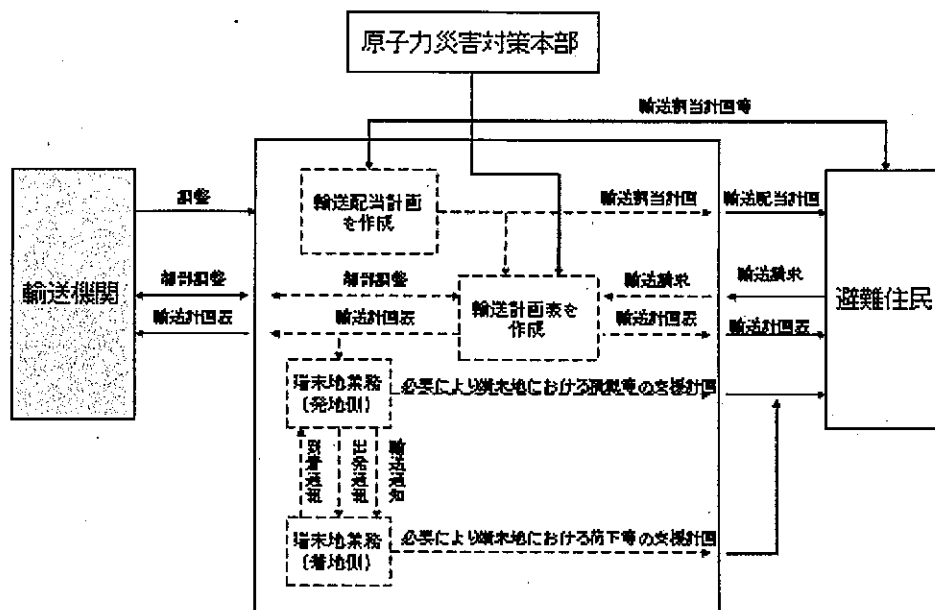 原子力災害対策本部
輸送割当計画等
輸送機関
調整
輸送配当計画
を作成
輸送割当計画
輸送配当計画
細部調整
細部調整
輸送計画表を
作成
輸送請求
輸送請求
避難住民
輸送計画表
輸送計画表
輸送計画表
輸送計画表
端末地業務
(発地側)
必要により端末地における積載等の支援計画
到着通報
出発通報
輸送通知
端末地業務
(着地側)
必要により端末地における荷下等の支援計画